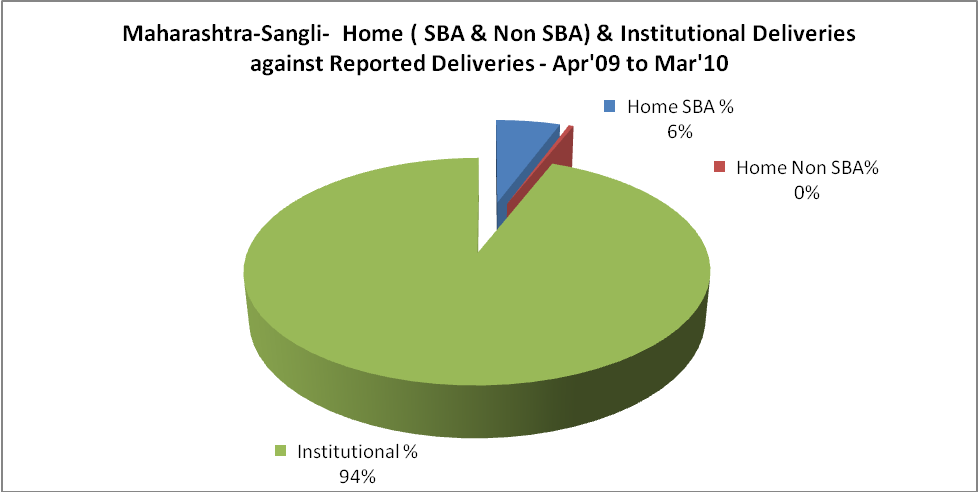 Maharashtra-Sangli- Home ( SBA & Non SBA) & Institutional Deliveries
against Reported Deliveries - Apr'09 to Mar'10
Home SBA %
6%
Home Non SBA%
0%
Institutional %
94%